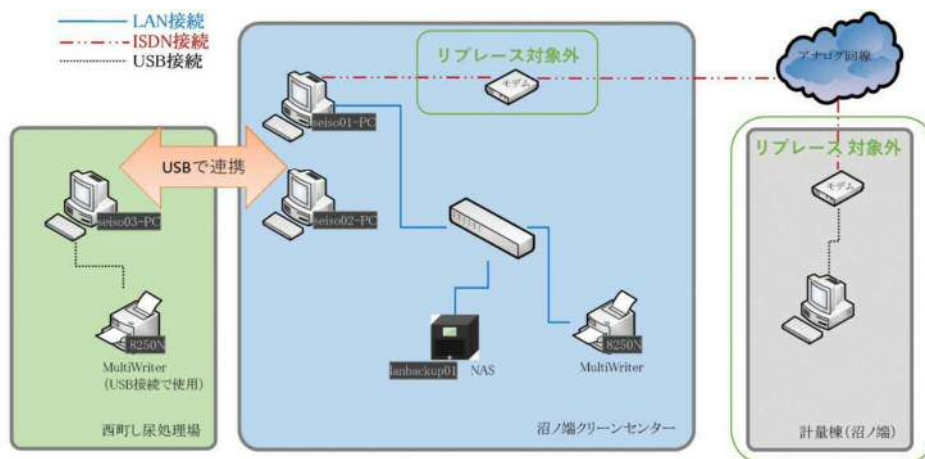 LAN接続
ISDN接続
USB接続
リプレース対象外
モデム
アナログ回線
seiso01-PC
USBで連携
リプレース 対象外
モデム
seiso03-PC
seiso02-PC
8250N
MultiWriter
(USB接続で使用)
lanbackup01
NAS
8250N
MultiWriter
西町し尿処理場
沼ノ端クリーンセンター
計量棟(沼ノ端)